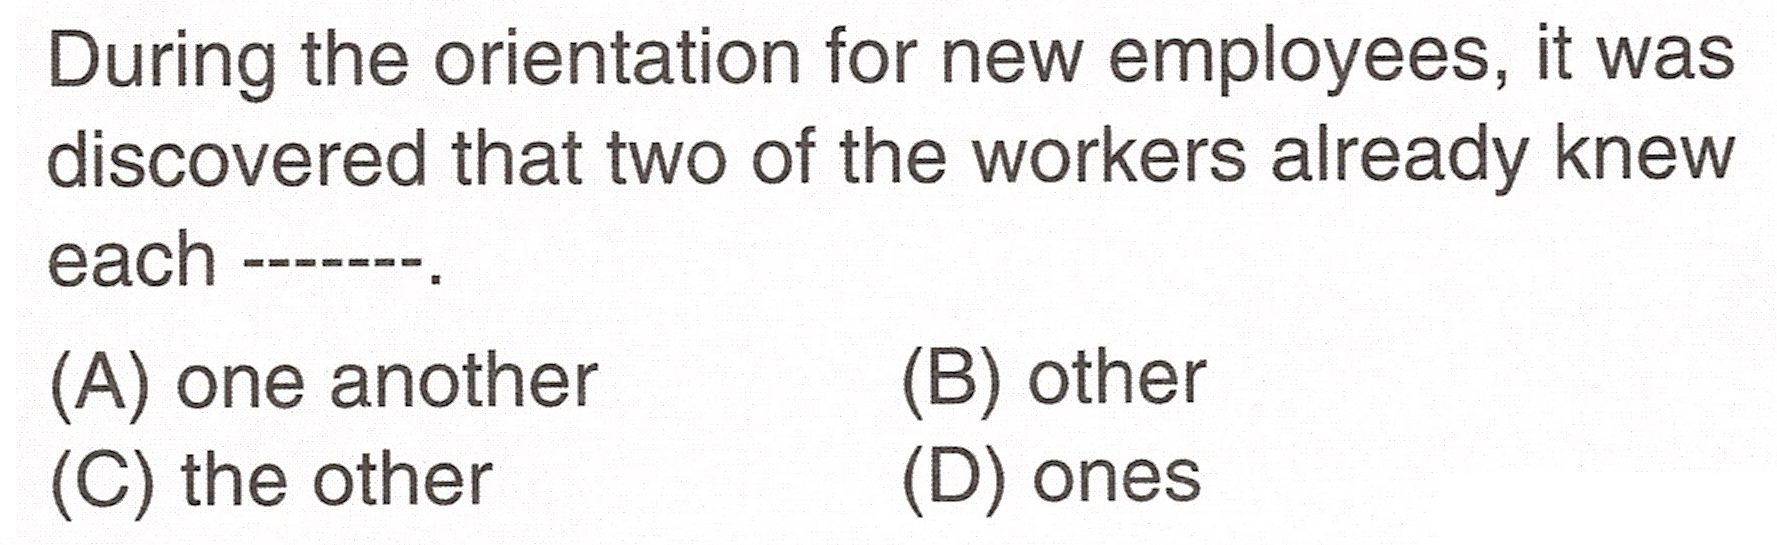 During the orientation for new employees, it was
discovered that two of the workers already knew
each -------.
(A) one another (B) other
(C) the other (D) ones